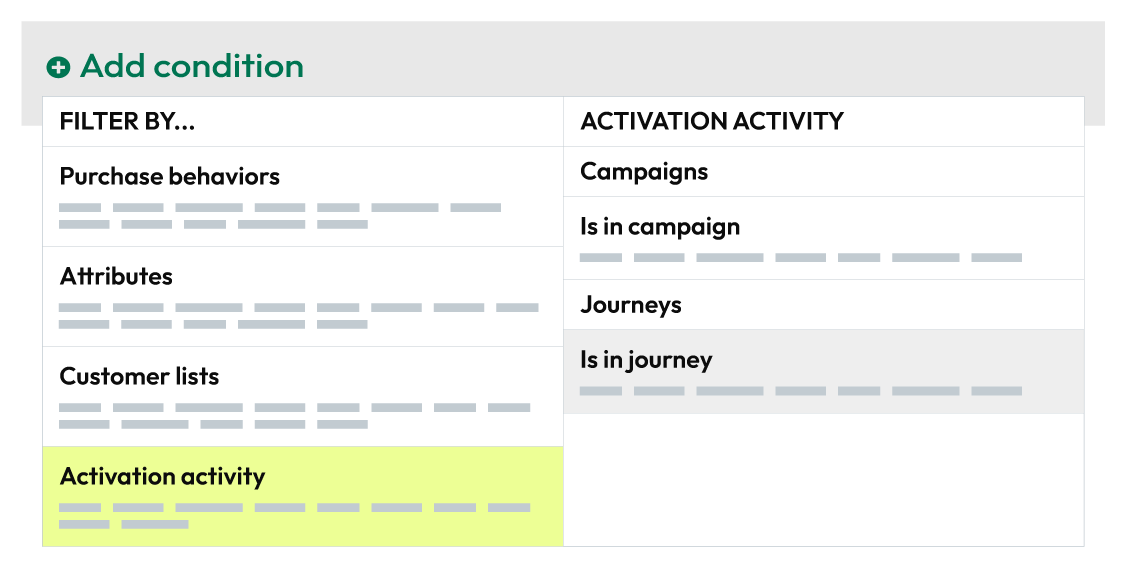 Add condition
FILTER BY...
Purchase behaviors
Attributes
Customer lists
Activation activity
ACTIVATION ACTIVITY
Campaigns
Is in campaign
Journeys
Is in journey